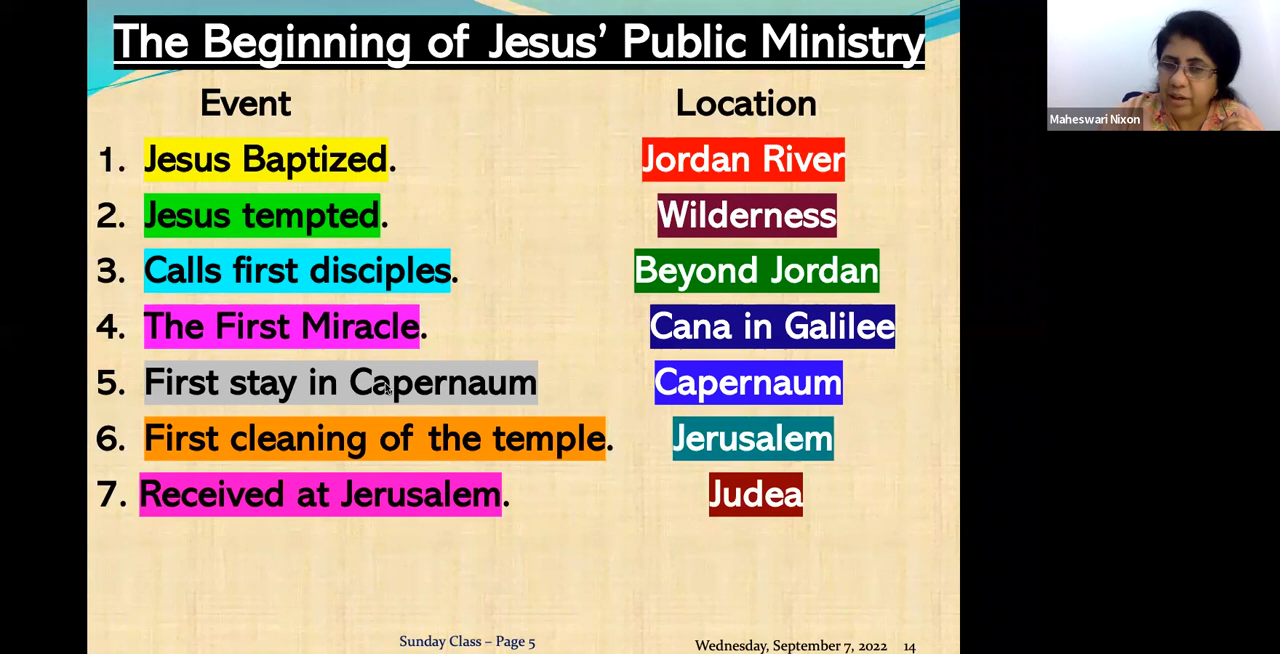 The Beginning of Jesus’ Public Ministry
Event Location
1. Jesus Baptized. Jordan River
2. Jesus tempted. Wilderness
3. Calls first disciples. Beyond Jordan
4. The First Miracle. Cana in Galilee
5. First stay in Capernaum Capernaum
6. First cleaning of the temple. Jerusalem
7. Received at Jerusalem. Judea
Sunday Class – Page 5 Wednesday, September 7, 2022 14
Maheswari Nixon